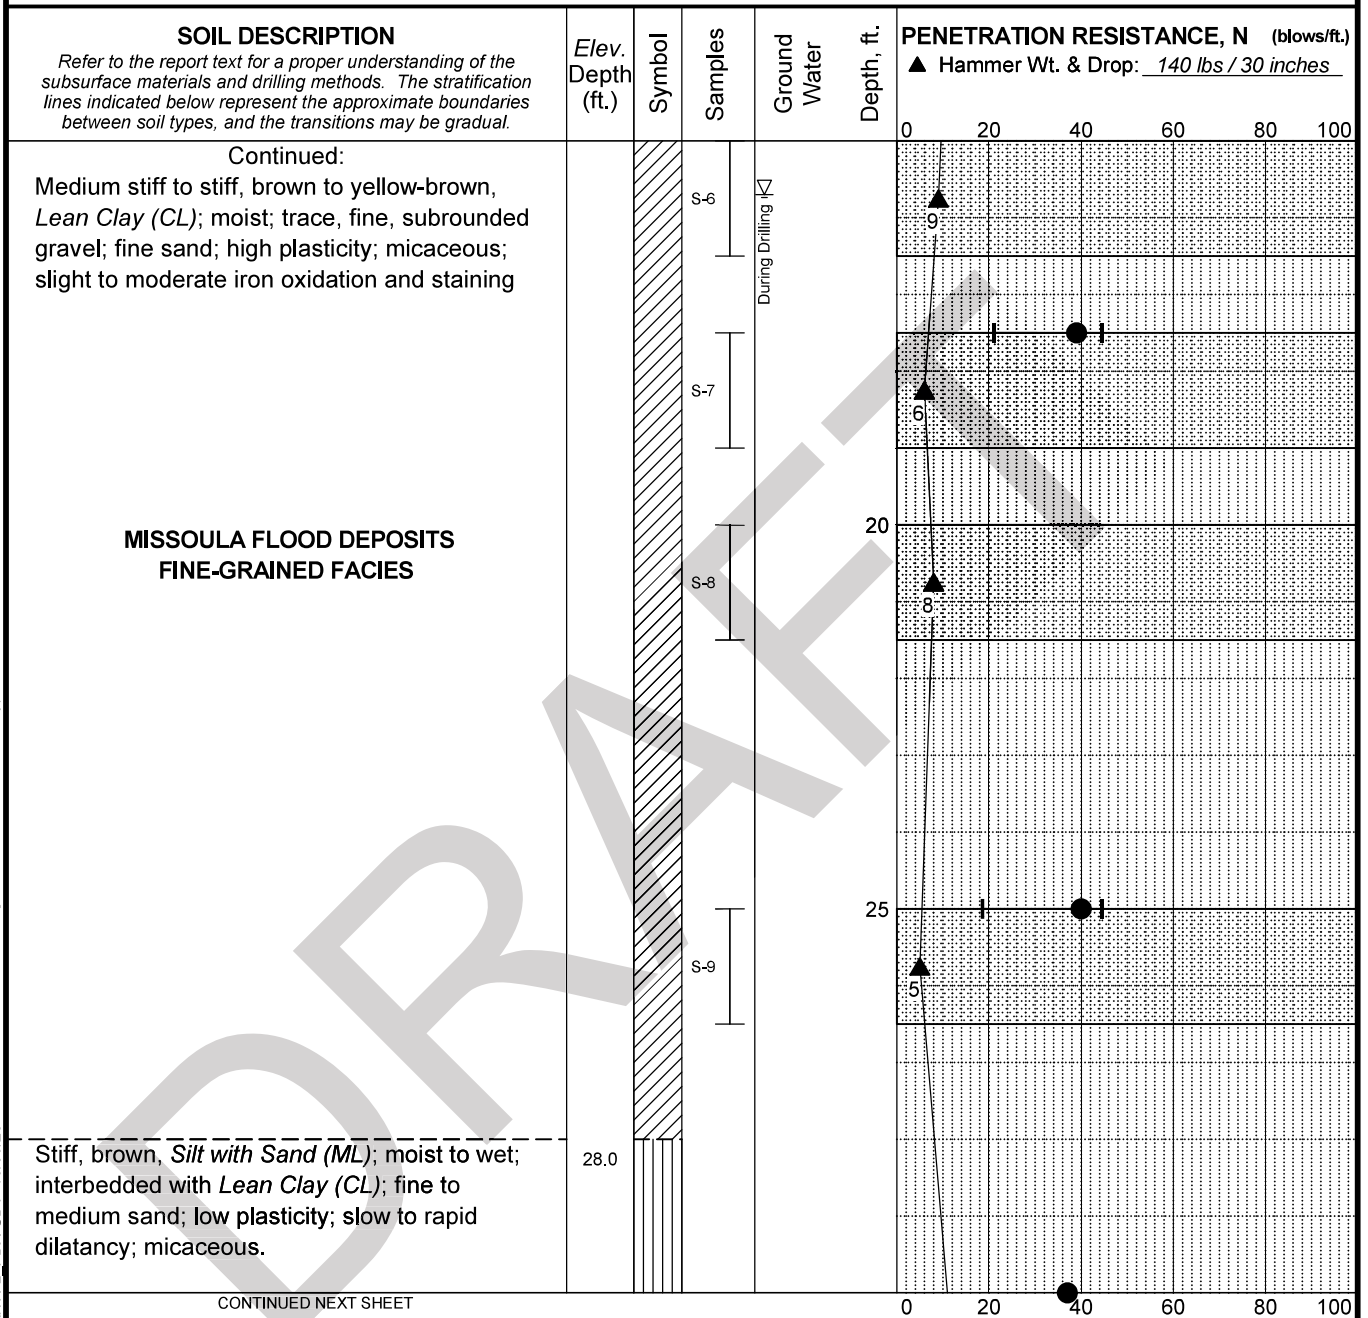 SOIL DESCRIPTION
Refer to the report text for a proper understanding of the
subsurface materials and drilling methods. The stratification
lines indicated below represent the approximate boundaries
between soil types, and the transitions may be gradual.
Elev.
Depth
(ft.)
Symbol
Samples
Ground
Water
Depth, ft.
PENETRATION RESISTANCE, N (blows/ft.)
▲ Hammer Wt. & Drop: 140 lbs / 30 inches
0 20 40 60 80 100
Continued:
Medium stiff to stiff, brown to yellow-brown,
Lean Clay (CL); moist; trace, fine, subrounded
gravel; fine sand; high plasticity; micaceous;
slight to moderate iron oxidation and staining
S-6
During Drilling
9
S-7
6
MISSOULA FLOOD DEPOSITS
FINE-GRAINED FACIES
20
S-8
8
25
S-9
5
Stiff, brown, Silt with Sand (ML); moist to wet;
interbedded with Lean Clay (CL); fine to
medium sand; low plasticity; slow to rapid
dilatancy; micaceous.
28.0
CONTINUED NEXT SHEET
0 20 40 60 80 100
DRAFT